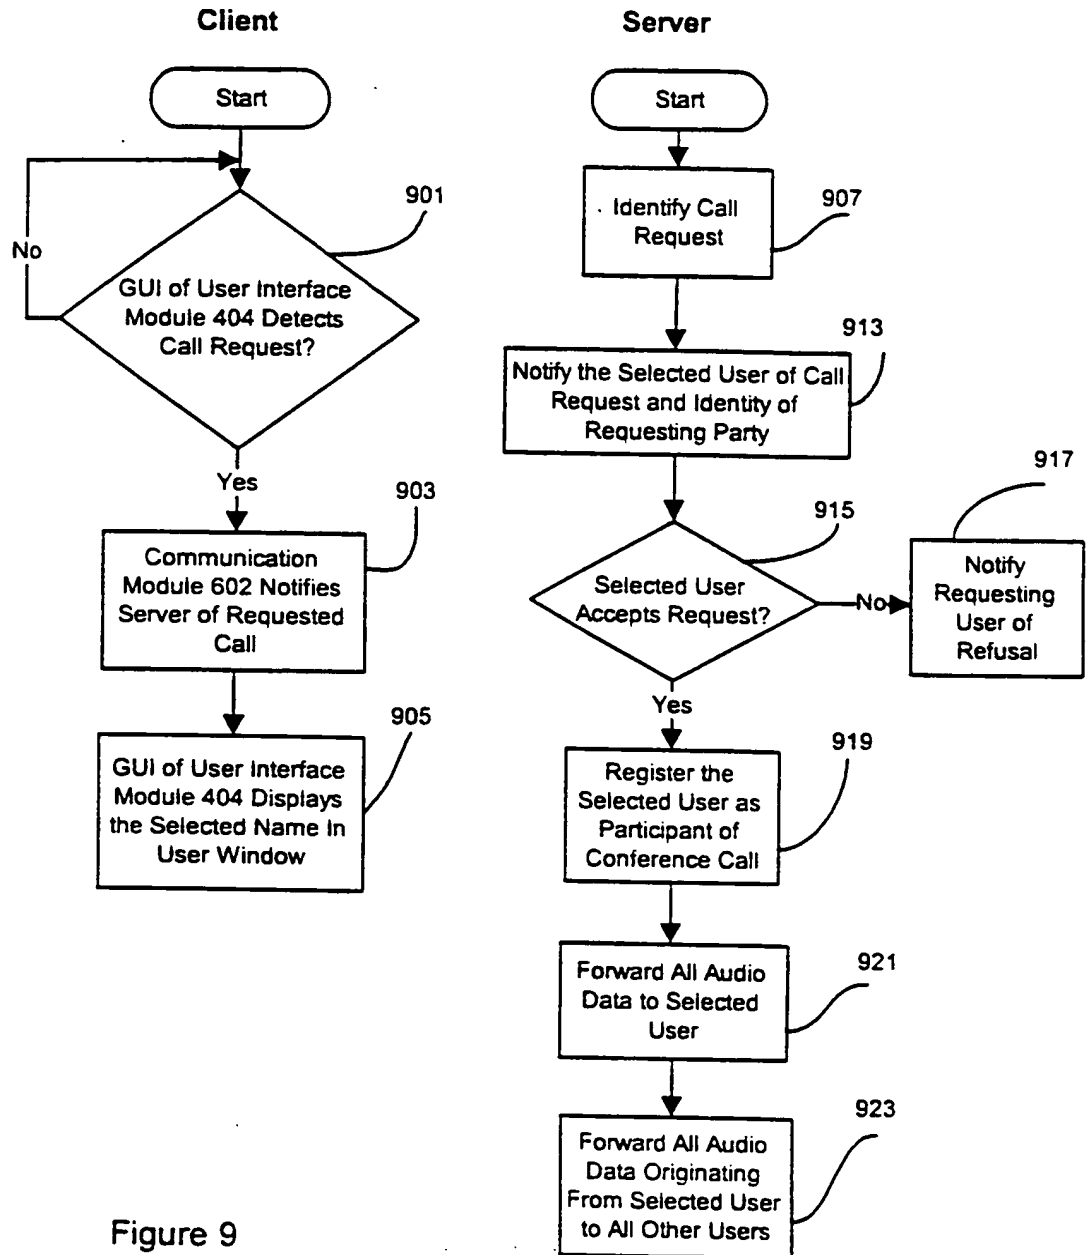 Client
Start
901
No
GUI of User Interface
Module 404 Detects
Call Request?
Yes
903
Communication
Module 602 Notifies
Server of Requested
Call
905
GUI of User Interface
Module 404 Displays
the Selected Name In
User Window
Server
Start
907
Identify Call
Request
913
Notify the Selected User of Call
Request and Identity of
Requesting Party
915
Selected User
Accepts Request?
No
917
Notify
Requesting
User of
Refusal
Yes
919
Register the
Selected User as
Participant of
Conference Call
921
Forward All Audio
Data to Selected
User
923
Forward All Audio
Data Originating
From Selected User
to All Other Users
Figure 9